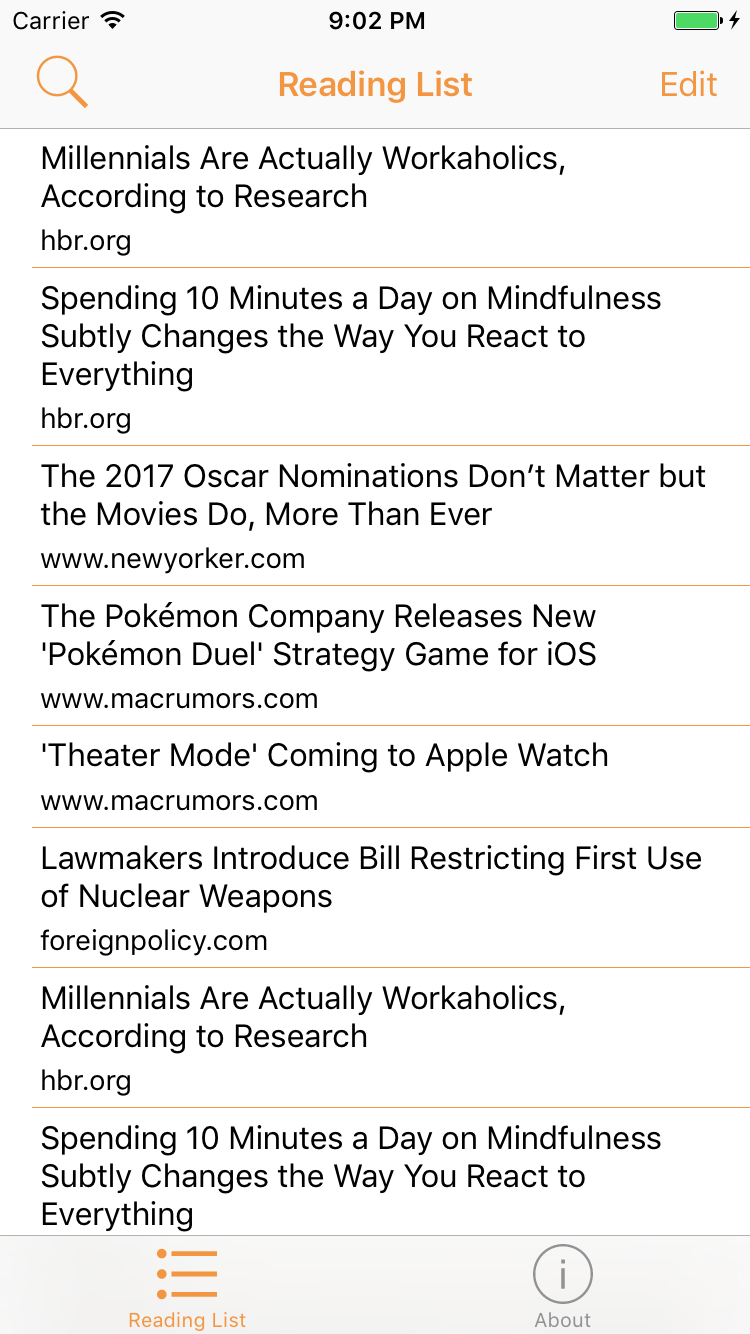 Carrier 9:02 PM
Reading List Edit
Millennials Are Actually Workaholics,
According to Research
hbr.org
Spending 10 Minutes a Day on Mindfulness
Subtly Changes the Way You React to
Everything
hbr.org
The 2017 Oscar Nominations Don’t Matter but
the Movies Do, More Than Ever
www.newyorker.com
The Pokémon Company Releases New
'Pokémon Duel' Strategy Game for iOS
www.macrumors.com
'Theater Mode' Coming to Apple Watch
www.macrumors.com
Lawmakers Introduce Bill Restricting First Use
of Nuclear Weapons
foreignpolicy.com
Millennials Are Actually Workaholics,
According to Research
hbr.org
Spending 10 Minutes a Day on Mindfulness
Subtly Changes the Way You React to
Everything
Reading List About